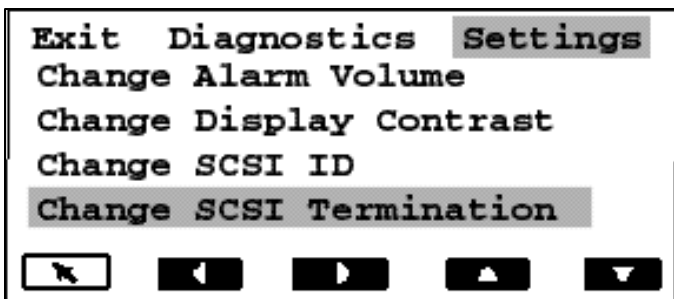 Exit Diagnostics Settings
Change Alarm Volume
Change Display Contrast
Change SCSI ID
Change SCSI Termination